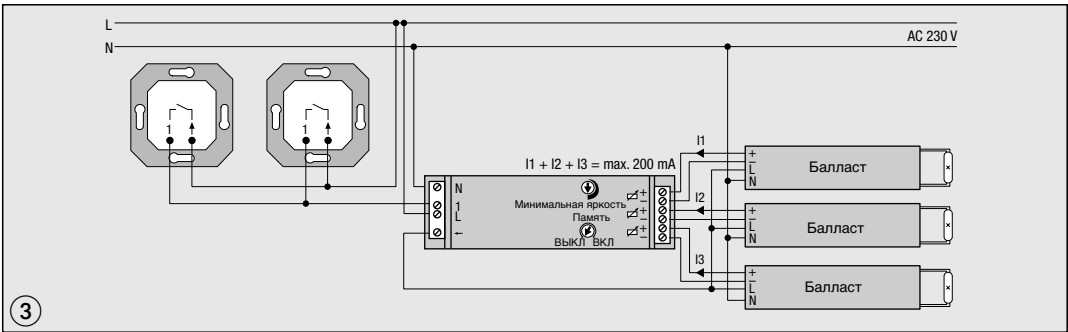 L
N
AC 230 V
1
1
I1
I1 + I2 + I3 = max. 200 mA
N
1
L
←
Минимальная яркость
Память
ВЫКЛ ВКЛ
+
−
+
−
+
−
+
−
L
N
Балласт
I2
+
−
L
N
Балласт
I3
+
−
L
N
Балласт
3